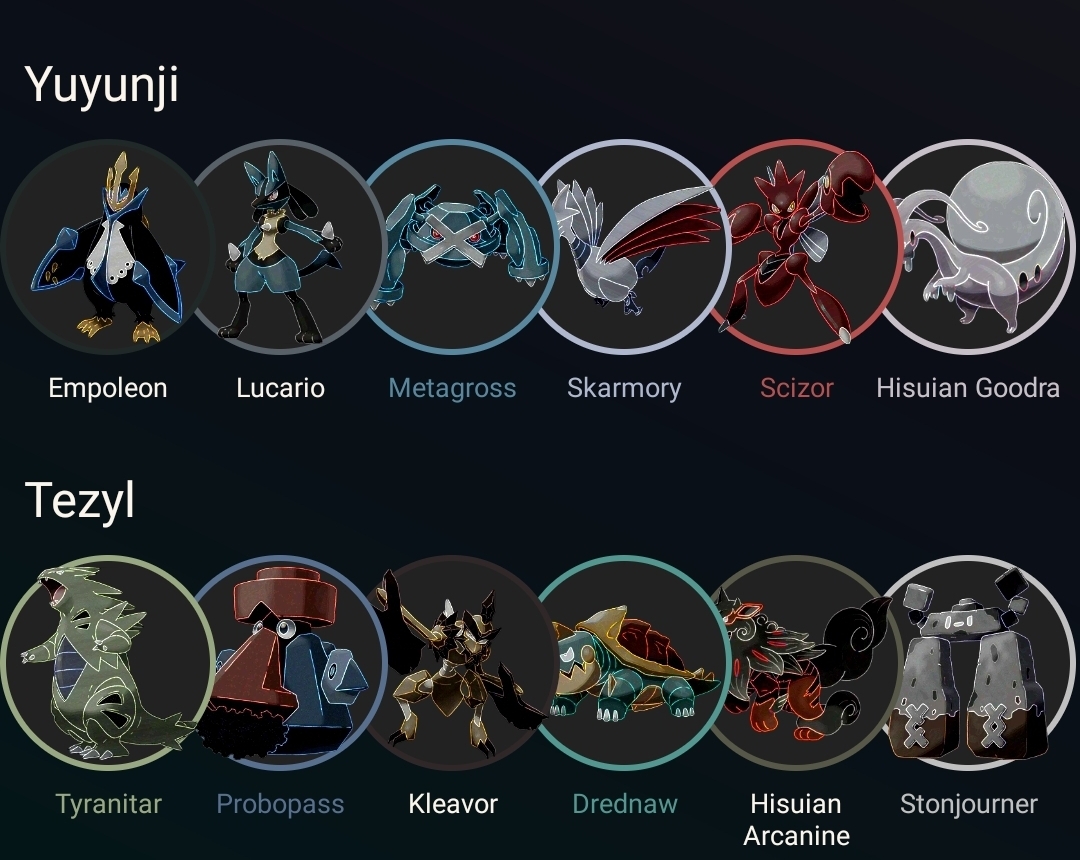 Yuyunji
Empoleon Lucario Metagross Skarmory Scizor Hisuian Goodra
Tezyl
Tyranitar Probopass Kleavor Drednaw Hisuian Arcanine Stonjourner